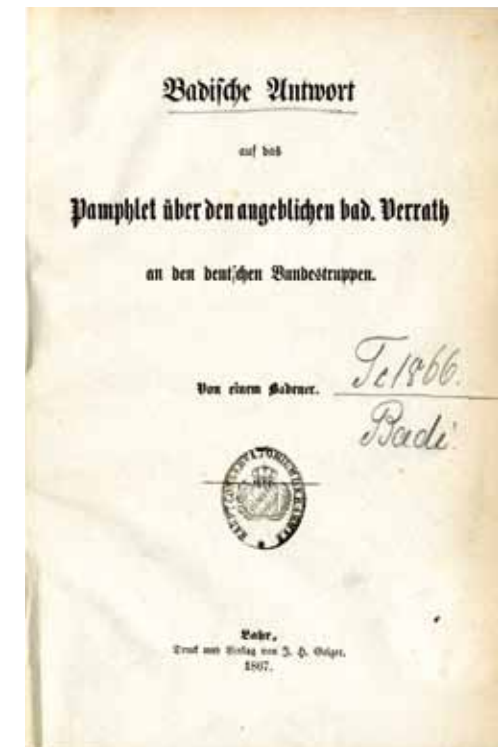 Badische Antwort
auf das
Pamphlet über den angeblichen bad. Verrath
an den deutschen Bundestruppen.
Von einem Badener.
Tc 1866.
Badi.
Lahr,
Druck und Verlag von J. H. Geiger.
1867.